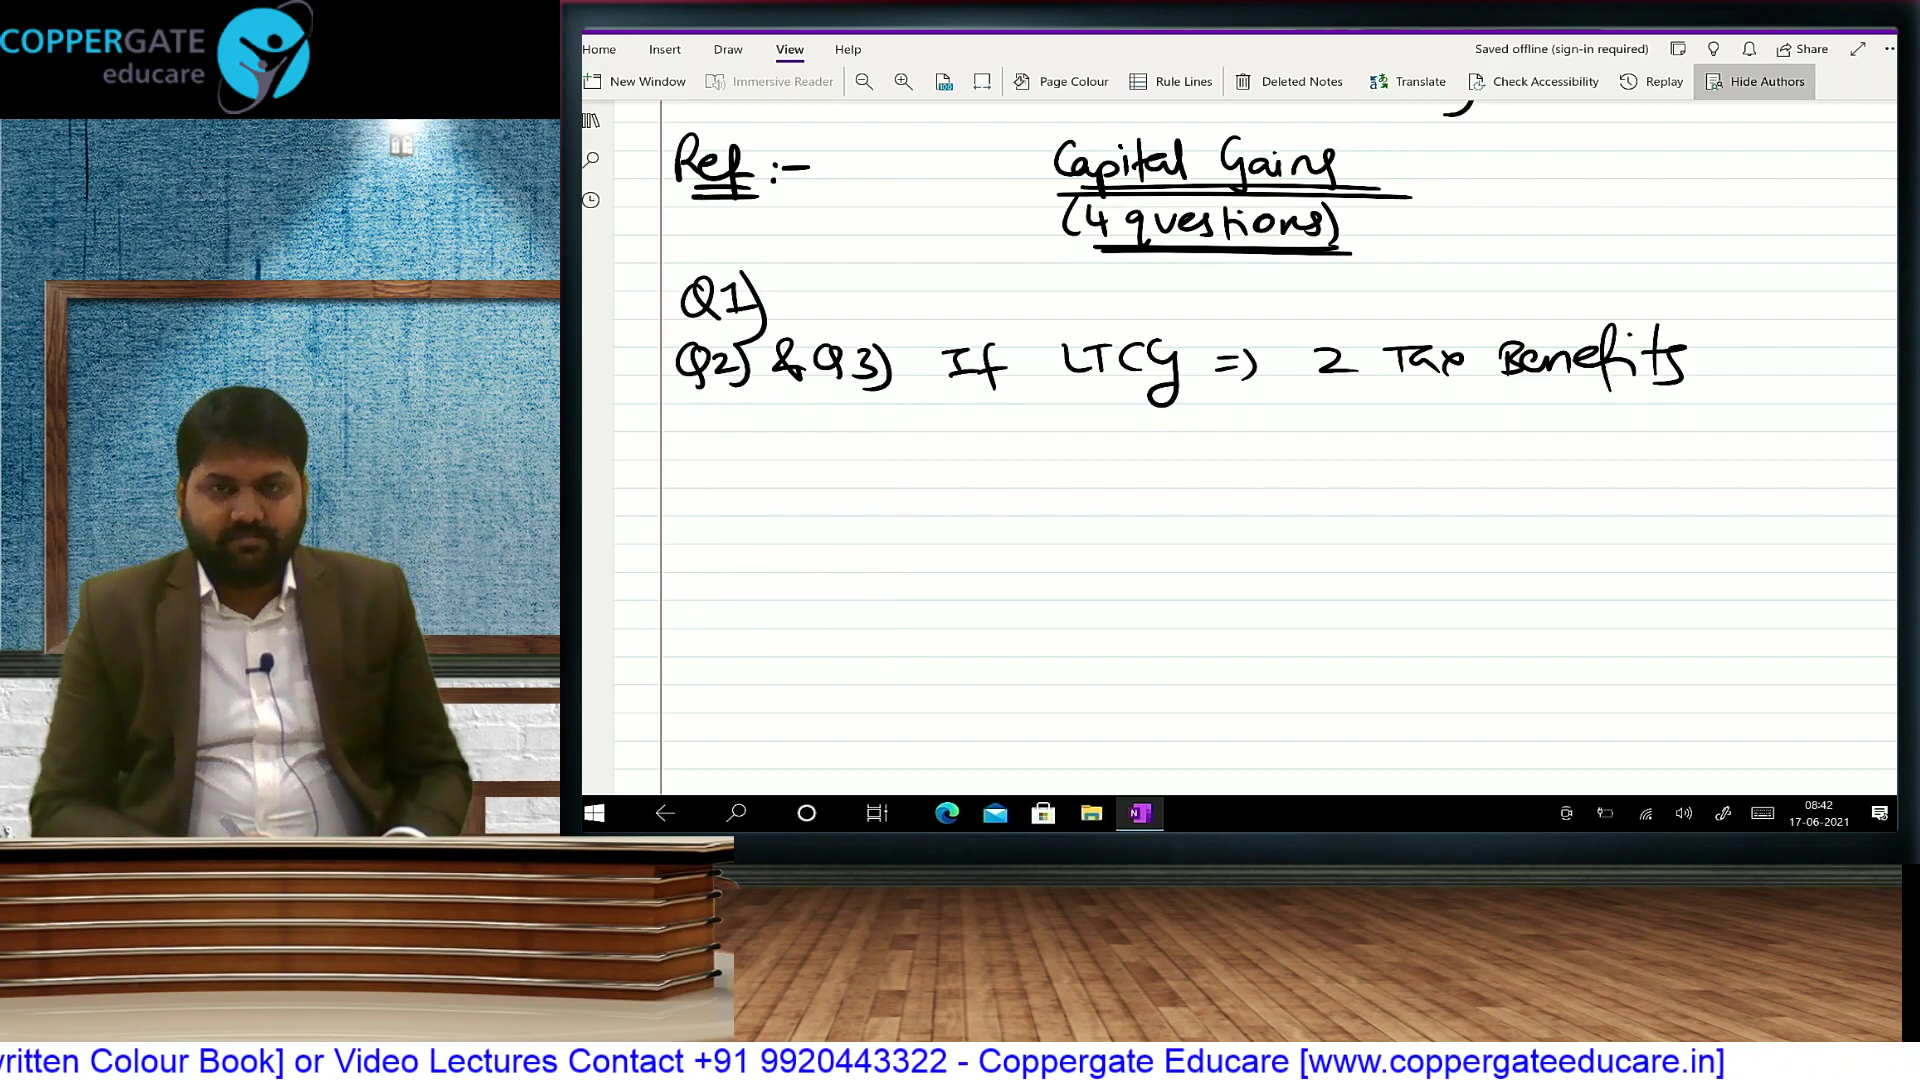 COPPERGATE
educare
Home Insert Draw View Help
Saved offline (sign-in required) Share
New Window Immersive Reader Page Colour Rule Lines Deleted Notes Translate Check Accessibility Replay Hide Authors
Ref :- Capital Gains
(4 questions)
Q1)
Q2) & Q3) If LTCG => 2 Tax Benefits
08:42
17-06-2021
written Colour Book] or Video Lectures Contact +91 9920443322 - Coppergate Educare [www.coppergateeducare.in]